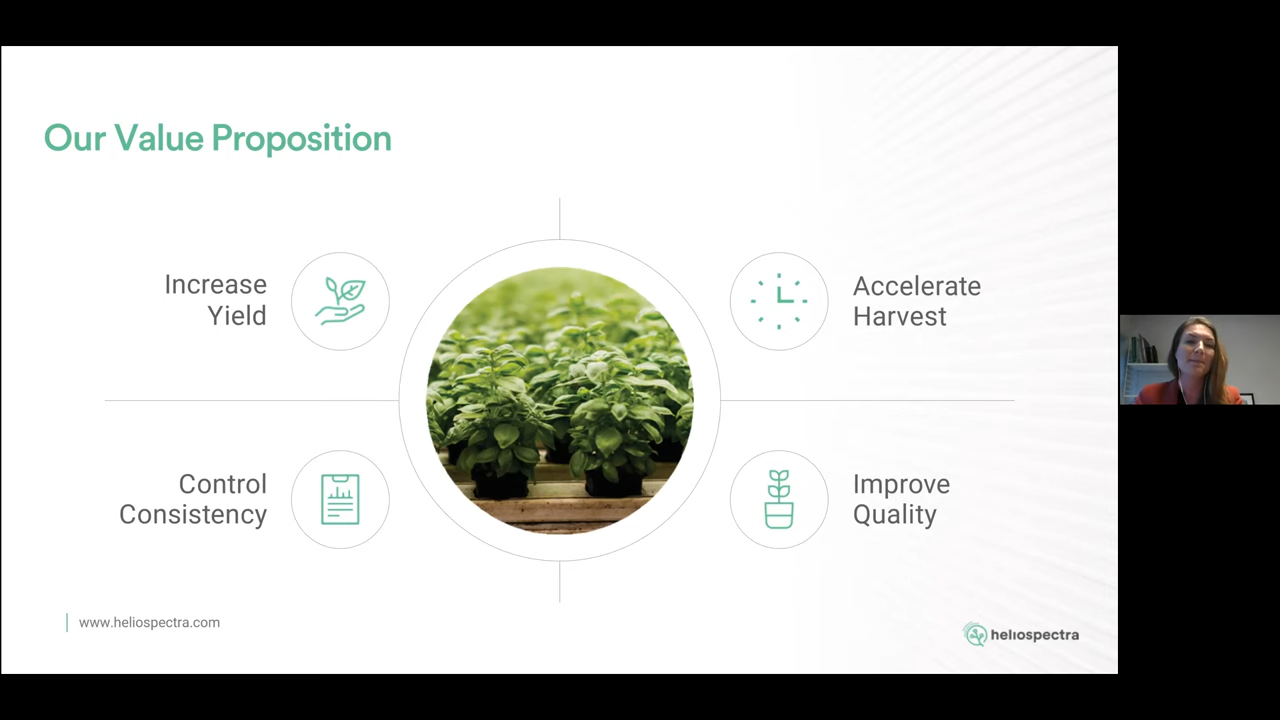 Our Value Proposition
Increase
Yield
Accelerate
Harvest
Control
Consistency
Improve
Quality
www.heliospectra.com
heliospectra